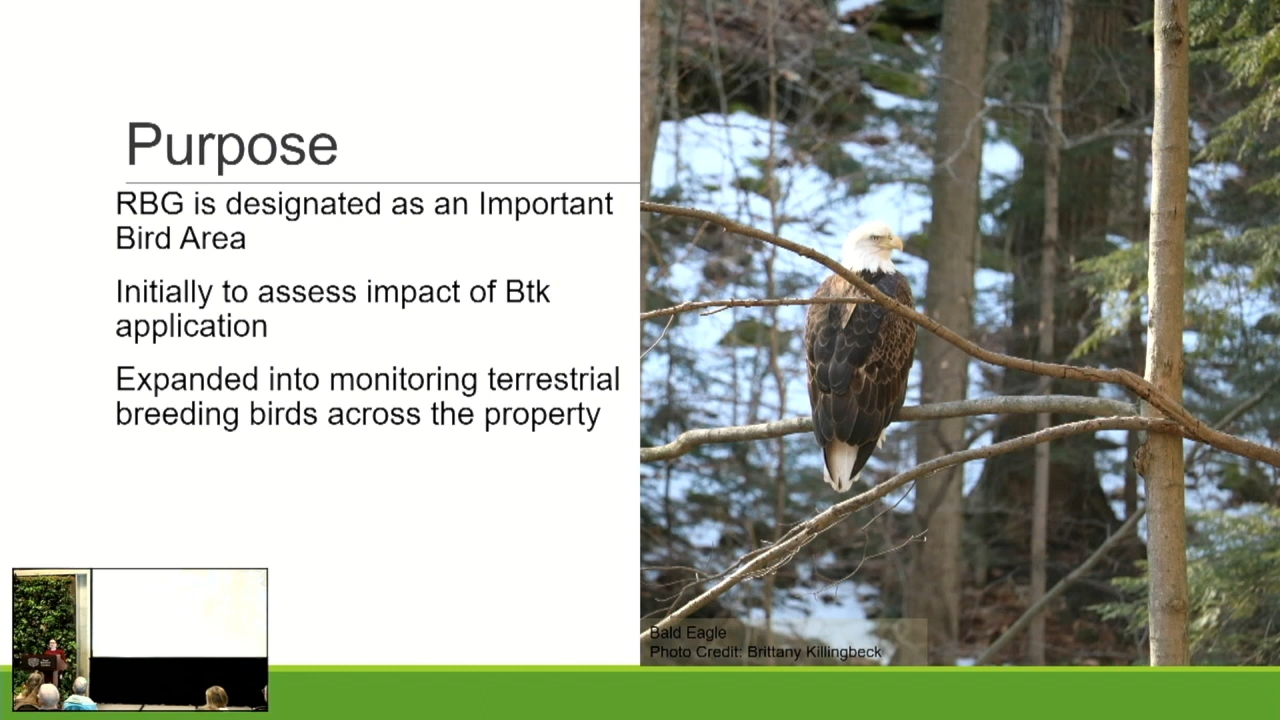 Purpose
RBG is designated as an Important
Bird Area
Initially to assess impact of Btk
application
Expanded into monitoring terrestrial
breeding birds across the property
Bald Eagle
Photo Credit: Brittany Killingbeck